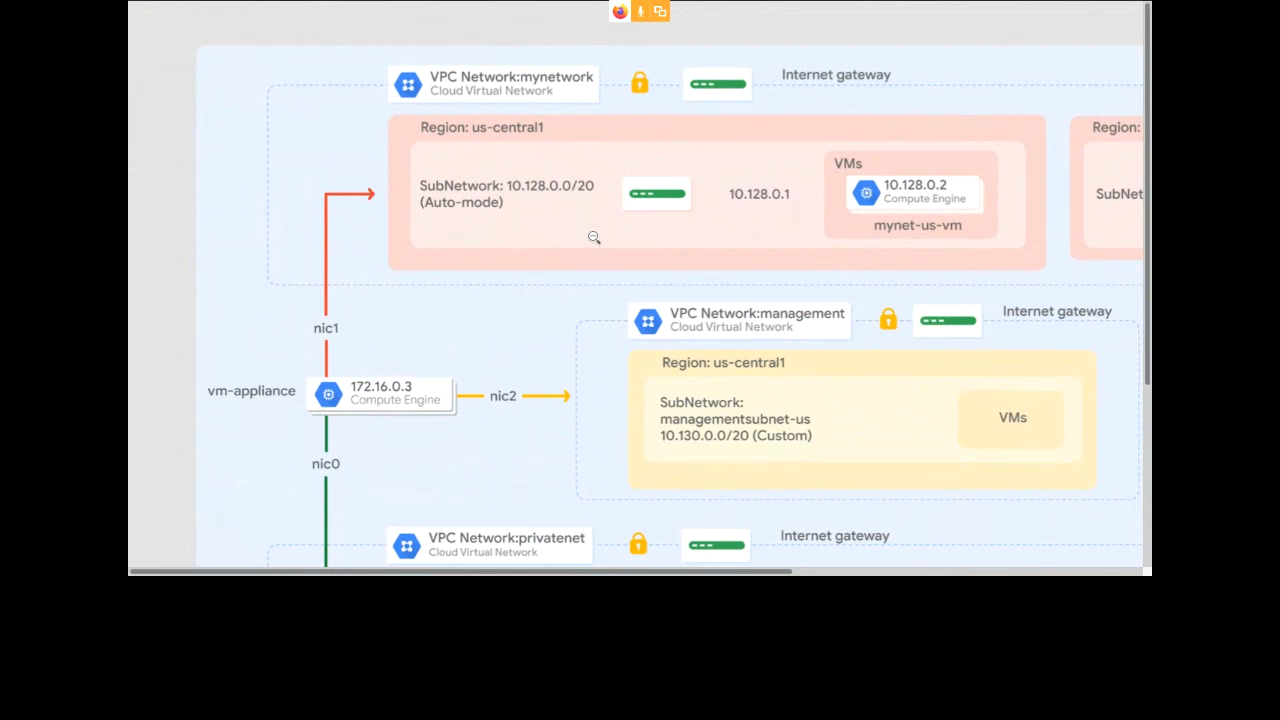 VPC Network:mynetwork
Cloud Virtual Network
Internet gateway
Region: us-central1
Region:
SubNetwork: 10.128.0.0/20
(Auto-mode)
10.128.0.1
VMs
10.128.0.2
Compute Engine
mynet-us-vm
SubNet
nic1
VPC Network:management
Cloud Virtual Network
Internet gateway
Region: us-central1
vm-appliance
172.16.0.3
Compute Engine
nic2
SubNetwork:
managementsubnet-us
10.130.0.0/20 (Custom)
VMs
nic0
VPC Network:privatenet
Cloud Virtual Network
Internet gateway